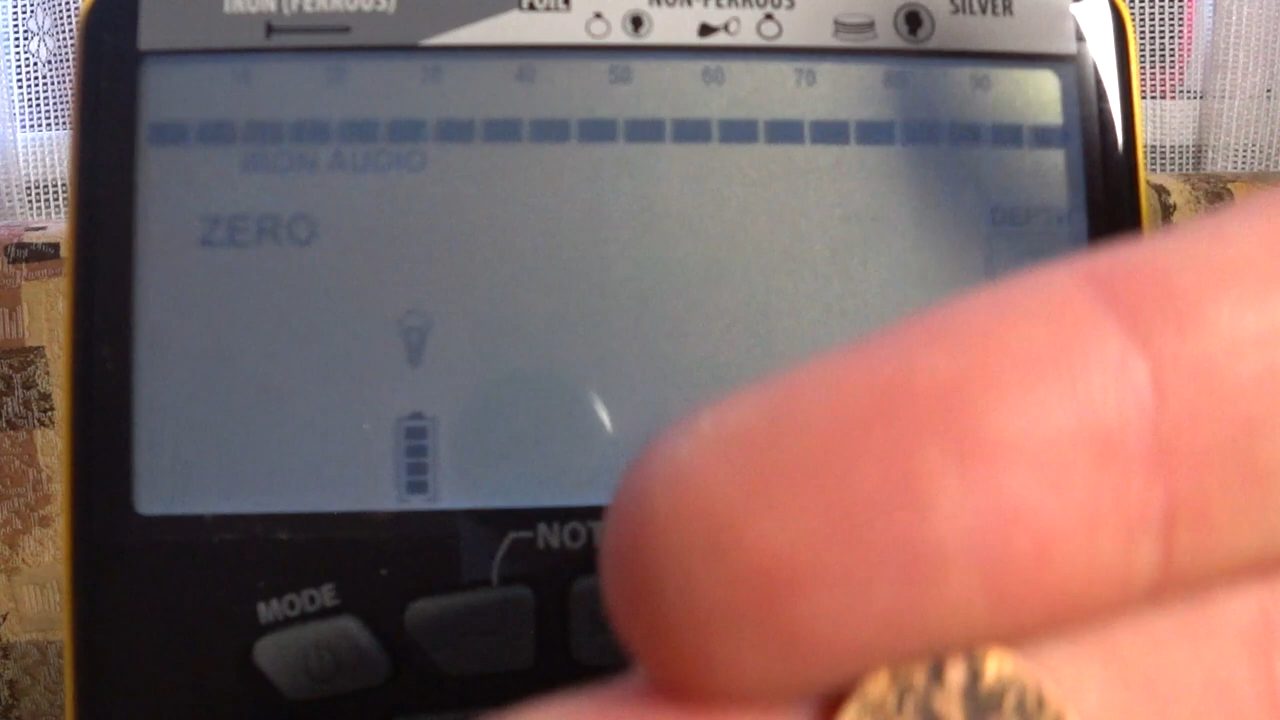 IRON (FERROUS) FOIL NON-FERROUS SILVER
10 20 30 40 50 60 70 80 90
IRON AUDIO
ZERO
DEPTH
NOT
MODE